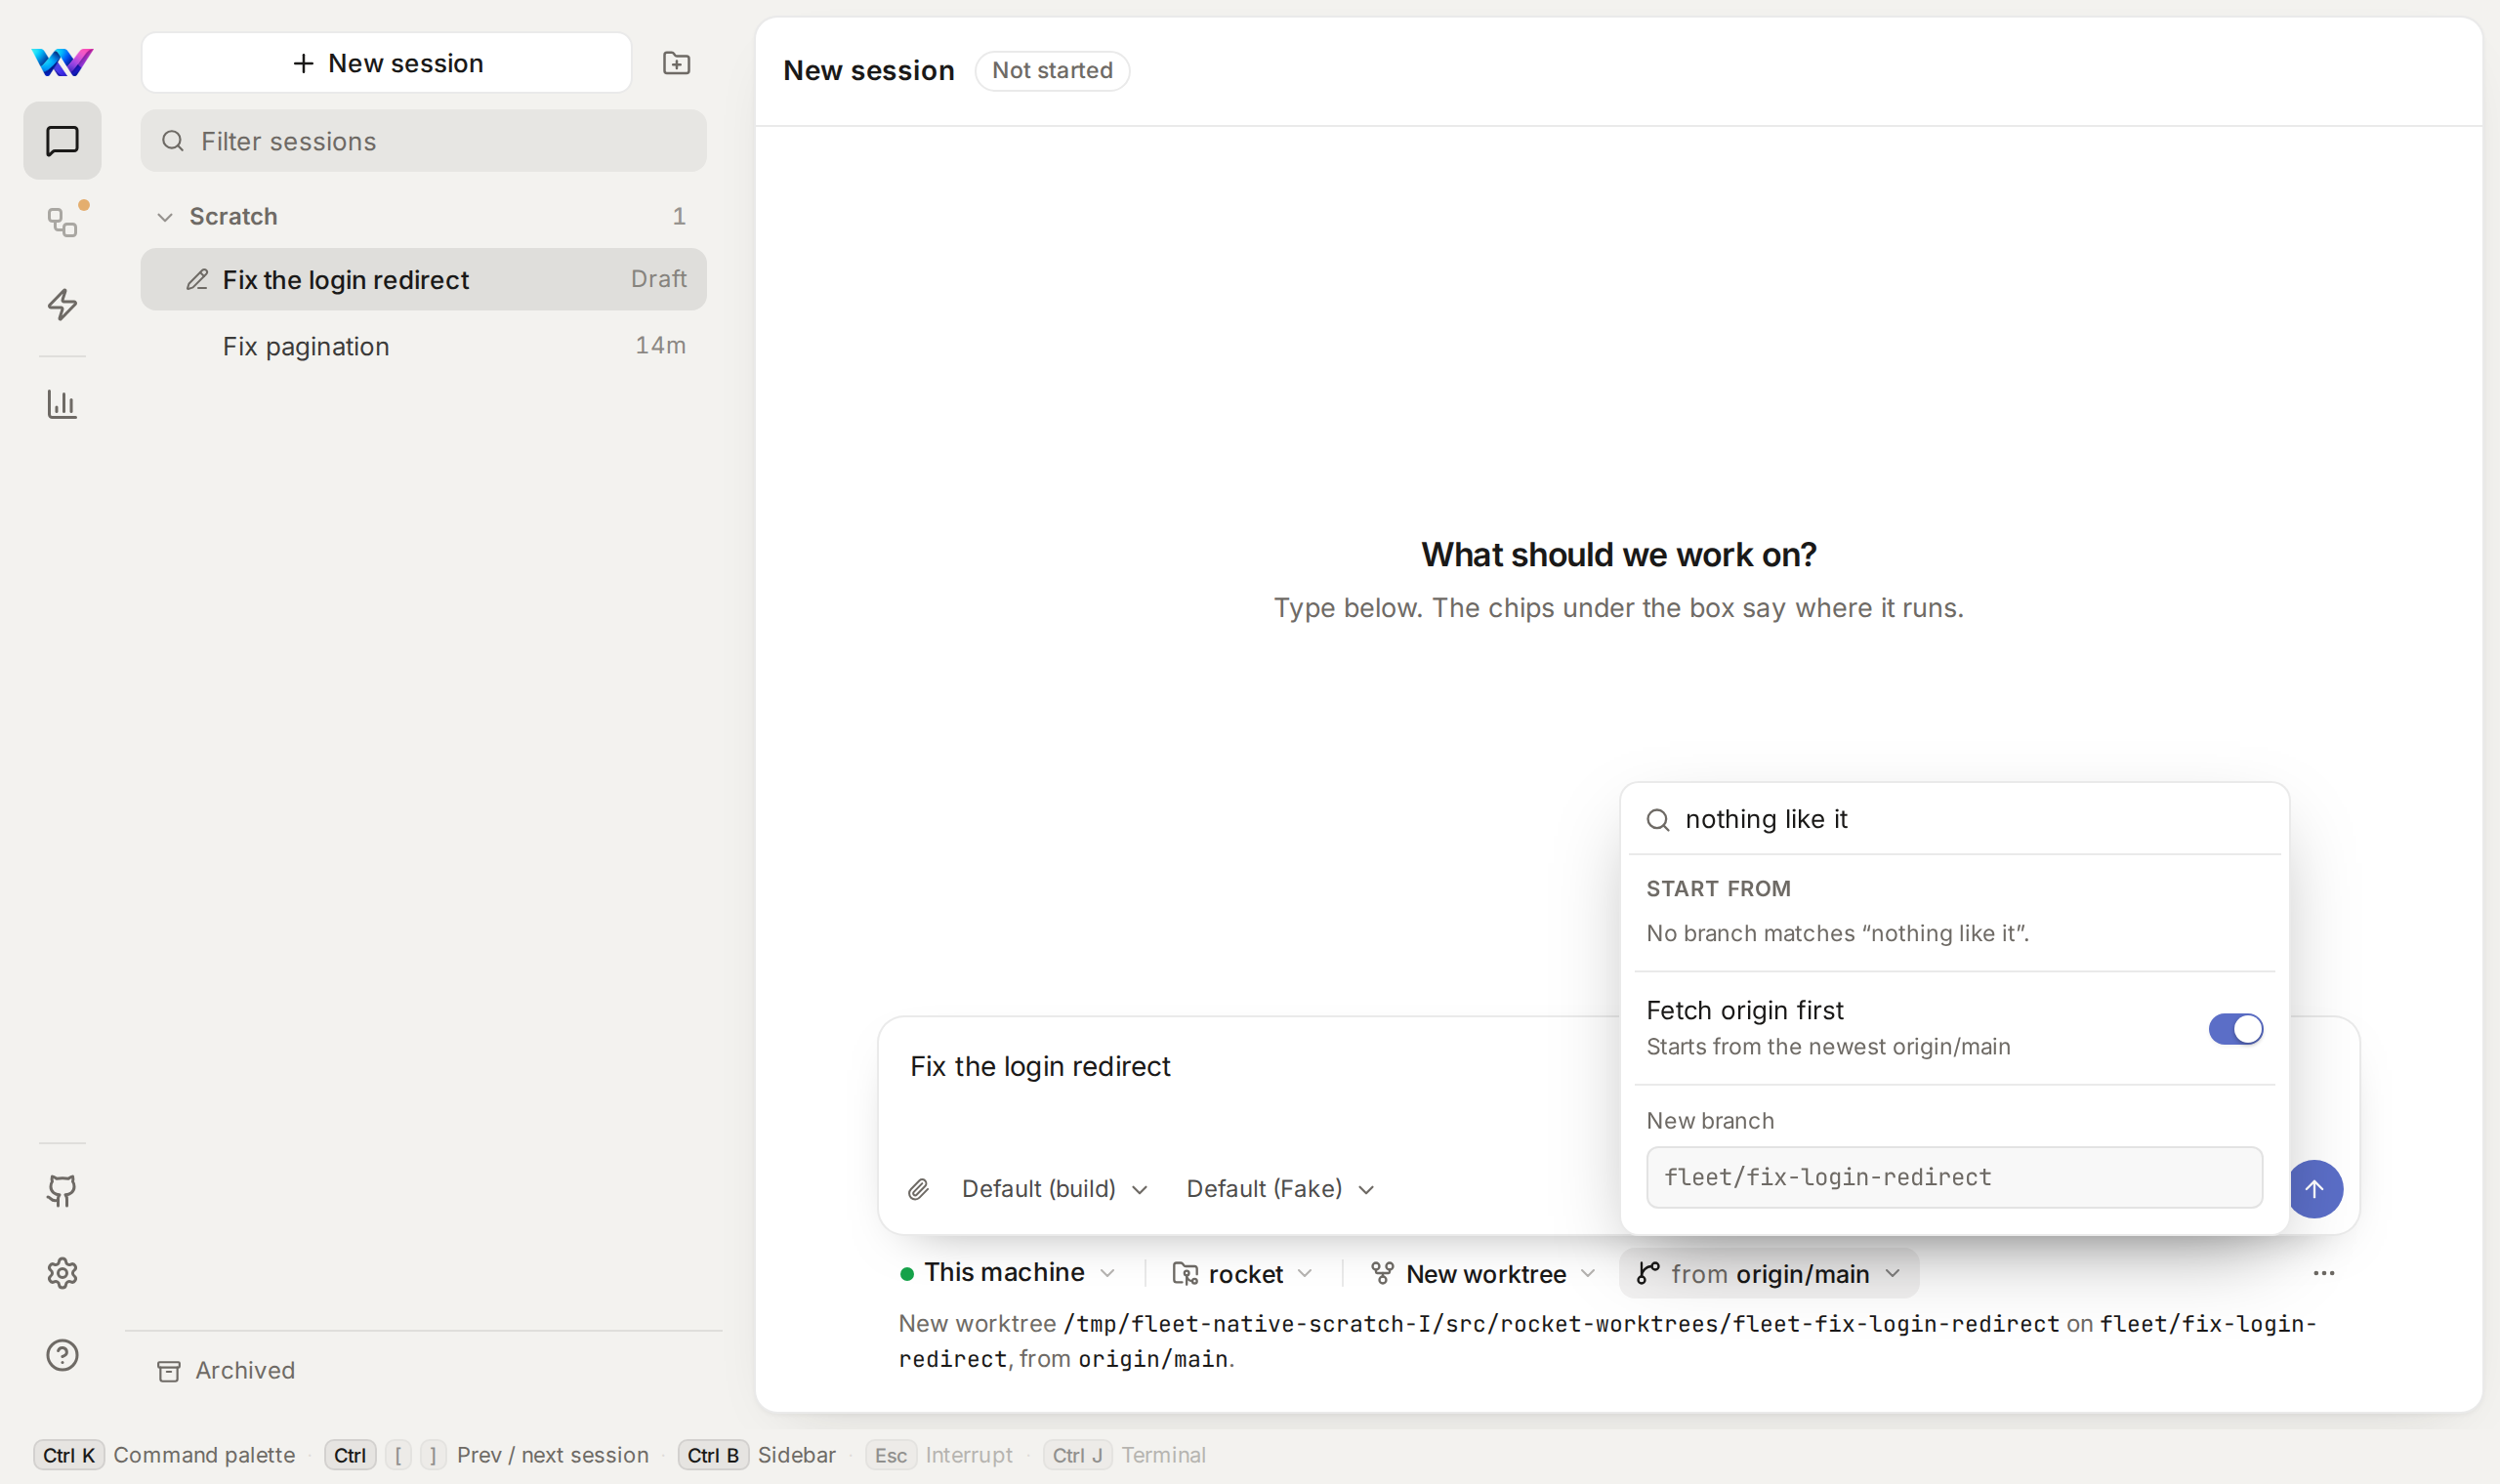 New session
Filter sessions
Scratch 1
Fix the login redirect Draft
Fix pagination 14m
Archived
New session Not started
What should we work on?
Type below. The chips under the box say where it runs.
nothing like it
START FROM
No branch matches “nothing like it”.
Fetch origin first
Starts from the newest origin/main
New branch
fleet/fix-login-redirect
Fix the login redirect
Default (build) Default (Fake)
This machine rocket New worktree from origin/main
New worktree /tmp/fleet-native-scratch-I/src/rocket-worktrees/fleet-fix-login-redirect on fleet/fix-login-
redirect, from origin/main.
Ctrl K Command palette · Ctrl [ ] Prev / next session · Ctrl B Sidebar · Esc Interrupt · Ctrl J Terminal